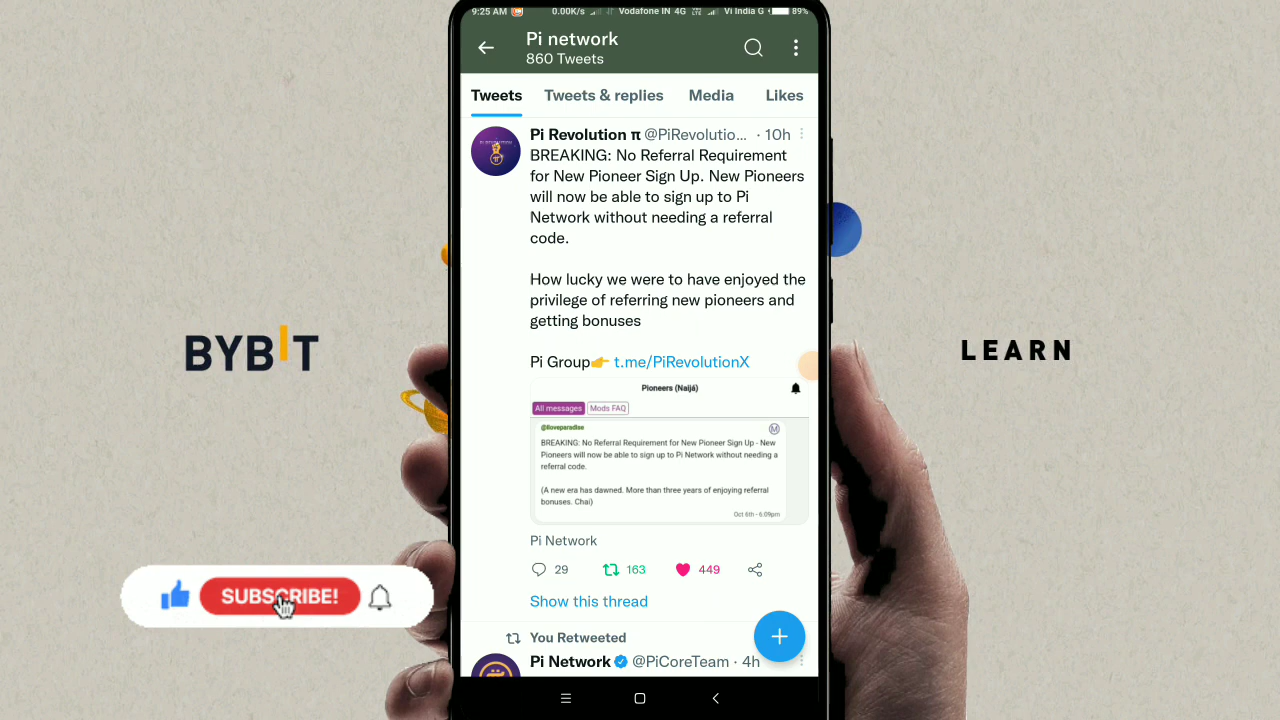 9:25 AM
0.00K/s
Vodafone IN 4G
Vi India G
89%
Pi network
860 Tweets
Tweets
Tweets & replies
Media
Likes
Pi Revolution π @PiRevolutio... · 10h
BREAKING: No Referral Requirement
for New Pioneer Sign Up. New Pioneers
will now be able to sign up to Pi
Network without needing a referral
code.
How lucky we were to have enjoyed the
privilege of referring new pioneers and
getting bonuses
Pi Group👉 t.me/PiRevolutionX
Pioneers (Naijá)
All messages
Mods FAQ
@Iloveparadise
BREAKING: No Referral Requirement for New Pioneer Sign Up - New
Pioneers will now be able to sign up to Pi Network without needing a
referral code.
(A new era has dawned. More than three years of enjoying referral
bonuses. Chai)
Oct 6th - 6.09pm
Pi Network
29
163
449
Show this thread
You Retweeted
Pi Network @PiCoreTeam · 4h
BYBIT
LEARN
SUBSCRIBE!